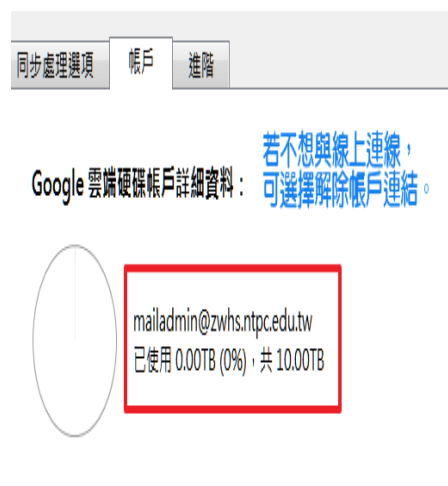 同步處理選項 帳戶 進階
若不想與線上連線，
可選擇解除帳戶連結。
Google 雲端硬碟帳戶詳細資料：
mailadmin@zwhs.ntpc.edu.tw
已使用 0.00TB (0%)，共 10.00TB